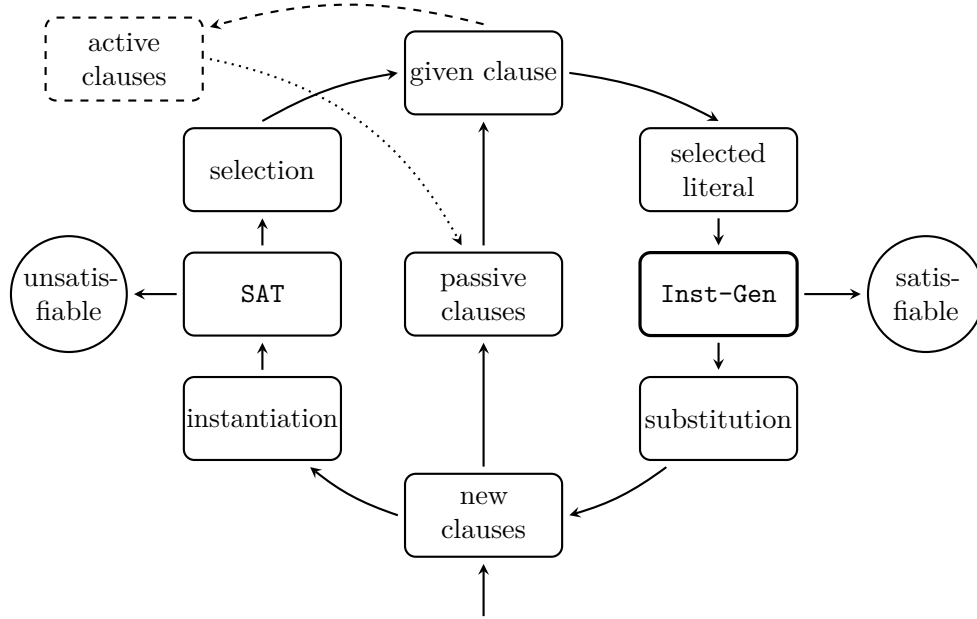 active
clauses
given clause
selection
selected
literal
unsatis-
fiable
SAT
passive
clauses
Inst-Gen
satis-
fiable
instantiation
substitution
new
clauses